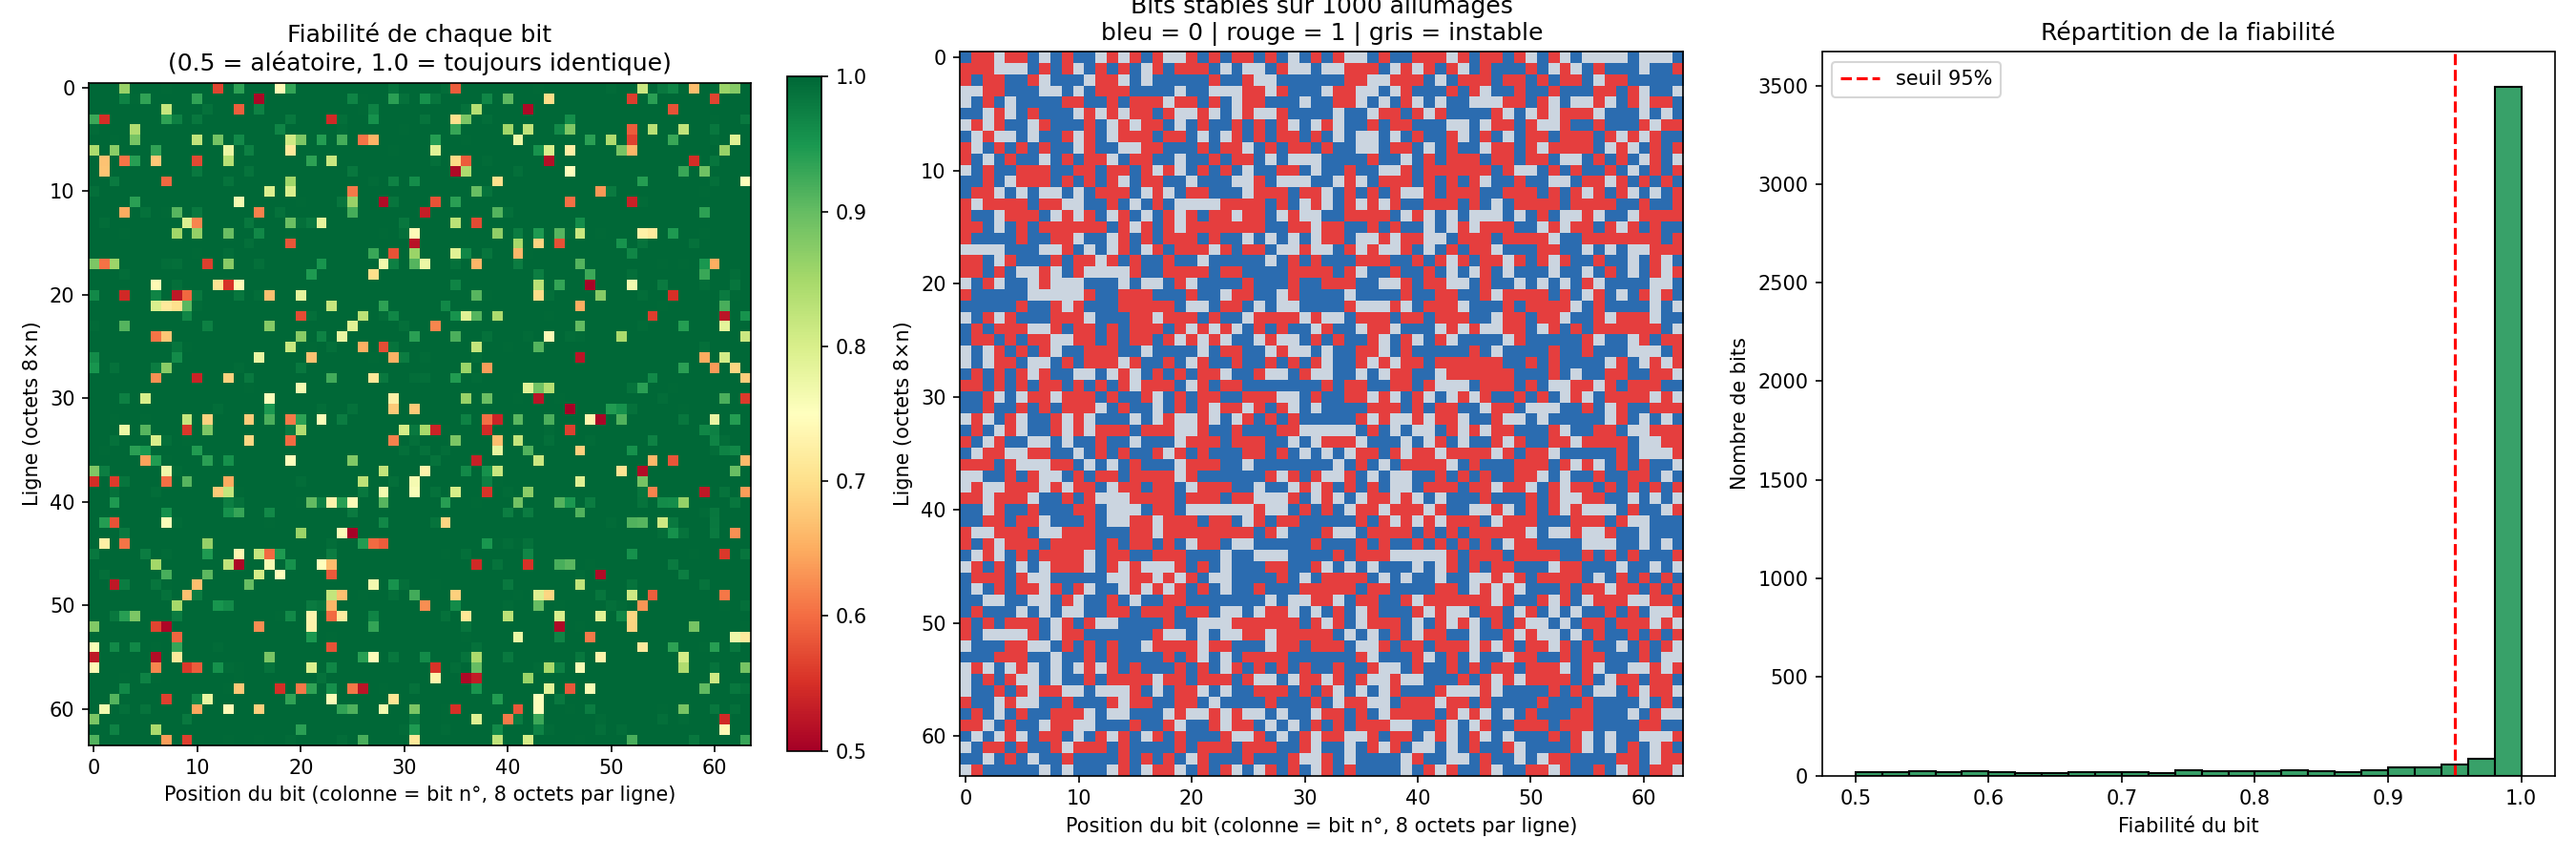 Fiabilité de chaque bit
(0.5 = aléatoire, 1.0 = toujours identique)
0
10
20
30
40
50
60
Ligne (octets 8×n)
0 10 20 30 40 50 60
Position du bit (colonne = bit n°, 8 octets par ligne)
1.0
0.9
0.8
0.7
0.6
0.5
Bits stables sur 1000 allumages
bleu = 0 | rouge = 1 | gris = instable
0
10
20
30
40
50
60
Ligne (octets 8×n)
0 10 20 30 40 50 60
Position du bit (colonne = bit n°, 8 octets par ligne)
Répartition de la fiabilité
seuil 95%
3500
3000
2500
2000
1500
1000
500
0
Nombre de bits
0.5 0.6 0.7 0.8 0.9 1.0
Fiabilité du bit